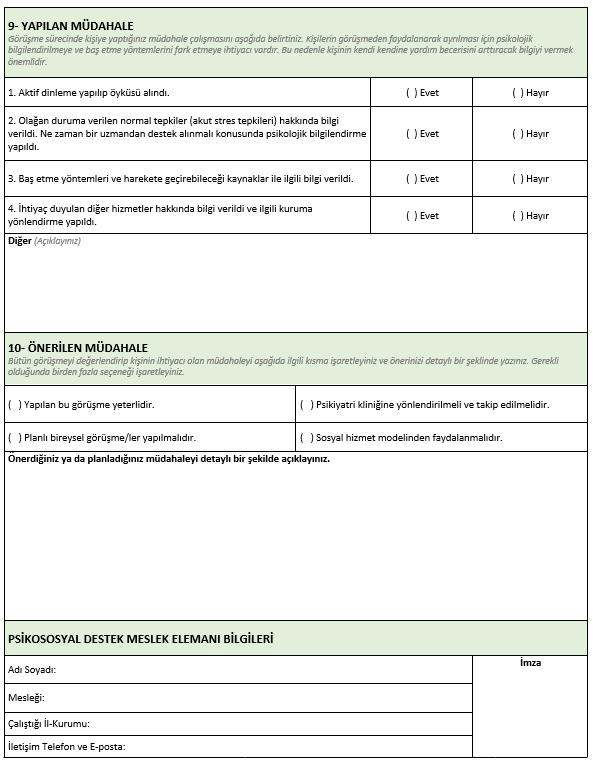 9- YAPILAN MÜDAHALE
Görüşme sürecinde kişiye yaptığınız müdahale çalışmasını aşağıda belirtiniz. Kişilerin görüşmeden faydalanarak ayrılması için psikolojik
bilgilendirilmeye ve baş etme yöntemlerini fark etmeye ihtiyacı vardır. Bu nedenle kişinin kendi kendine yardım becerisini arttıracak bilgiyi vermek
önemlidir.
1. Aktif dinleme yapılıp öyküsü alındı. ( ) Evet ( ) Hayır
2. Olağan duruma verilen normal tepkiler (akut stres tepkileri) hakkında bilgi
verildi. Ne zaman bir uzmandan destek alınmalı konusunda psikolojik bilgilendirme ( ) Evet ( ) Hayır
yapıldı.
3. Baş etme yöntemleri ve harekete geçirebileceği kaynaklar ile ilgili bilgi verildi. ( ) Evet ( ) Hayır
4. İhtiyaç duyulan diğer hizmetler hakkında bilgi verildi ve ilgili kuruma ( ) Evet ( ) Hayır
yönlendirme yapıldı.
Diğer (Açıklayınız)
10- ÖNERİLEN MÜDAHALE
Bütün görüşmeyi değerlendirip kişinin ihtiyacı olan müdahaleyi aşağıda ilgili kısma işaretleyiniz ve önerinizi detaylı bir şeklinde yazınız. Gerekli
olduğunda birden fazla seçeneği işaretleyiniz.
( ) Yapılan bu görüşme yeterlidir. ( ) Psikiyatri kliniğine yönlendirilmeli ve takip edilmelidir.
( ) Planlı bireysel görüşme/ler yapılmalıdır. ( ) Sosyal hizmet modelinden faydalanmalıdır.
Önerdiğiniz ya da planladığınız müdahaleyi detaylı bir şekilde açıklayınız.
PSİKOSOSYAL DESTEK MESLEK ELEMANI BİLGİLERİ
Adı Soyadı: İmza
Mesleği:
Çalıştığı İl-Kurumu:
İletişim Telefon ve E-posta: